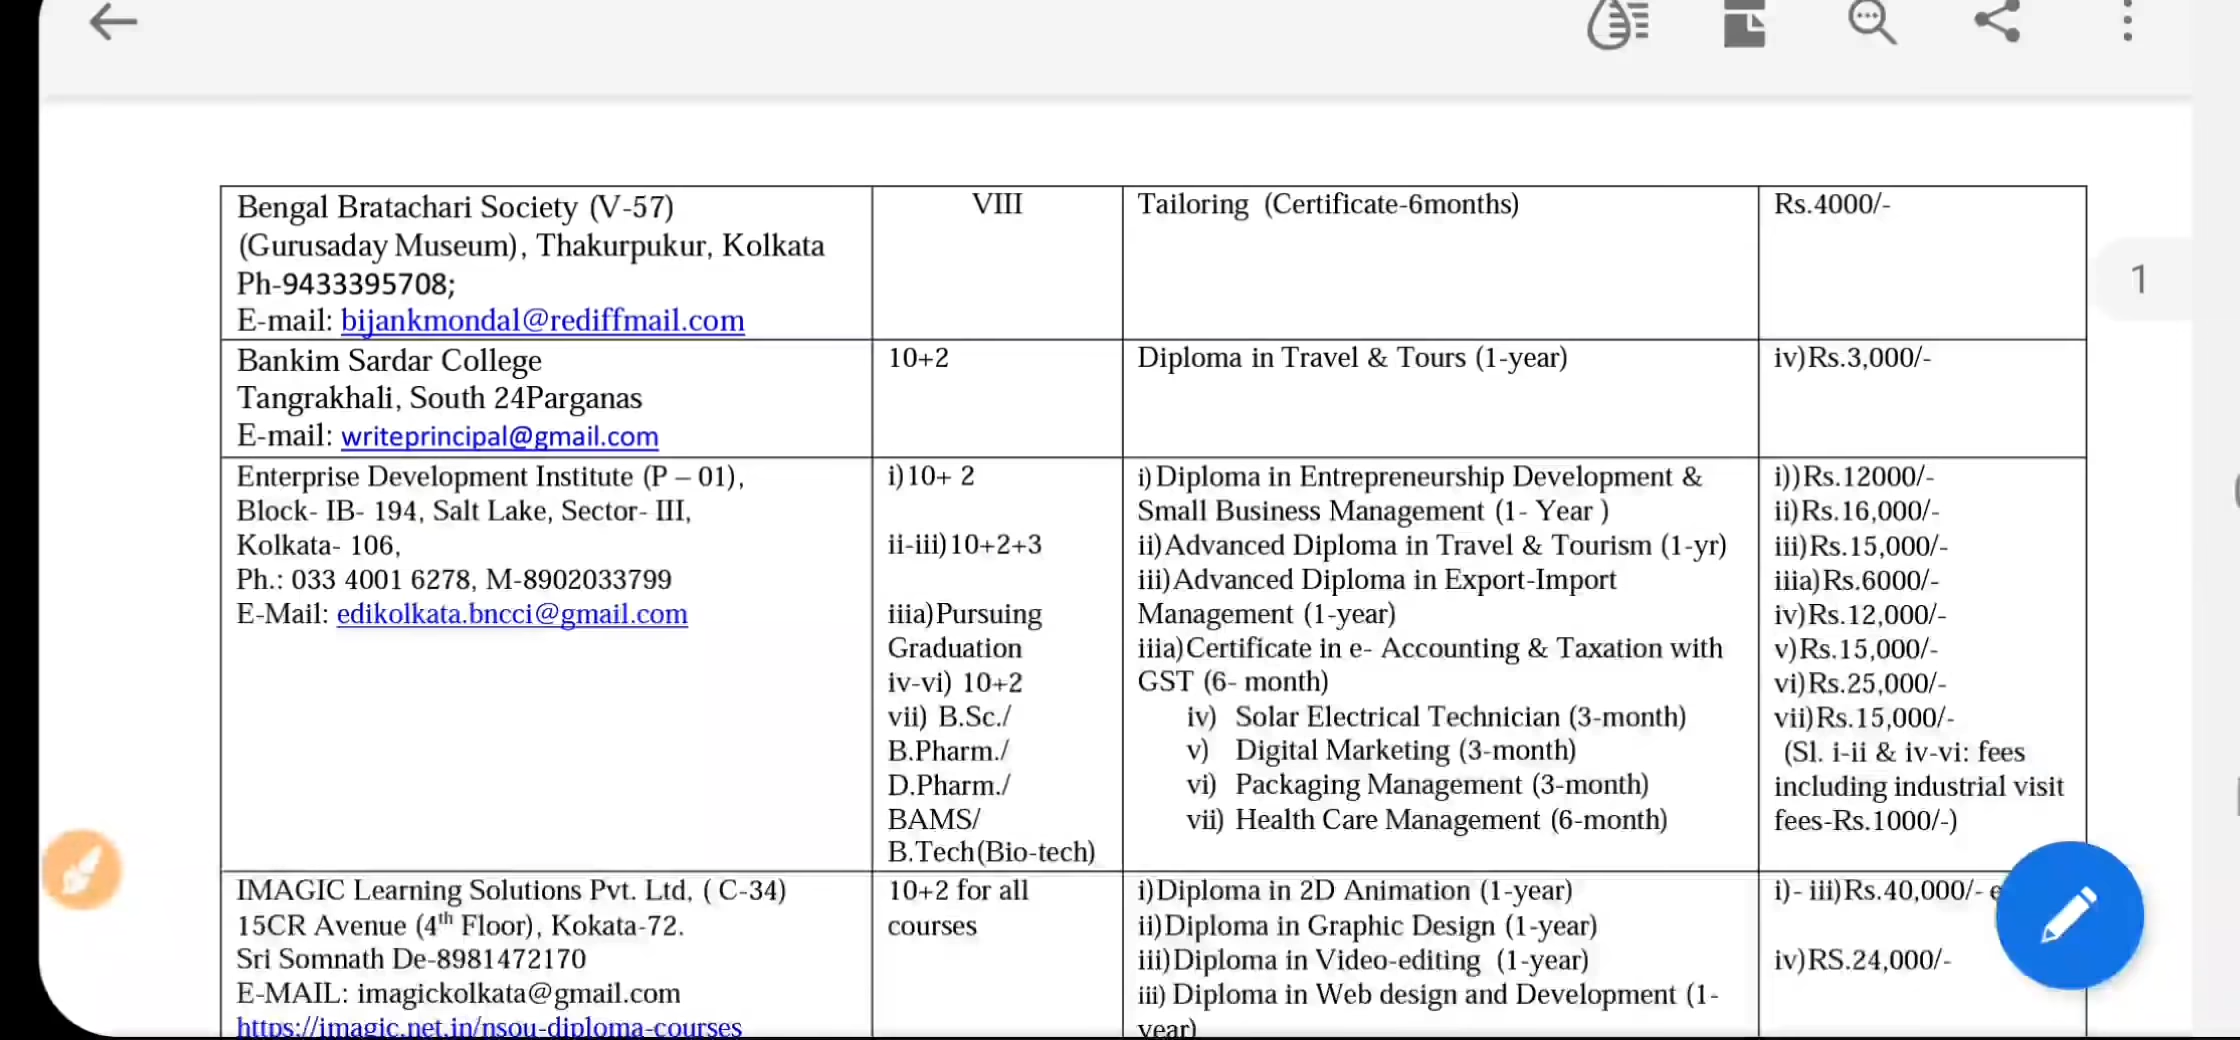 Bengal Bratachari Society (V-57)
(Gurusaday Museum), Thakurpukur, Kolkata
Ph-9433395708;
E-mail: bijankmondal@rediffmail.com
VIII
Tailoring (Certificate-6months)
Rs.4000/-
1
Bankim Sardar College
Tangrakhali, South 24Parganas
E-mail: writeprincipal@gmail.com
10+2
Diploma in Travel & Tours (1-year)
iv)Rs.3,000/-
Enterprise Development Institute (P – 01),
Block- IB- 194, Salt Lake, Sector- III,
Kolkata- 106,
Ph.: 033 4001 6278, M-8902033799
E-Mail: edikolkata.bncci@gmail.com
i)10+ 2
ii-iii)10+2+3
iiia)Pursuing
Graduation
iv-vi) 10+2
vii) B.Sc./
B.Pharm./
D.Pharm./
BAMS/
B.Tech(Bio-tech)
i)Diploma in Entrepreneurship Development &
Small Business Management (1- Year )
ii)Advanced Diploma in Travel & Tourism (1-yr)
iii)Advanced Diploma in Export-Import
Management (1-year)
iiia)Certificate in e- Accounting & Taxation with
GST (6- month)
iv) Solar Electrical Technician (3-month)
v) Digital Marketing (3-month)
vi) Packaging Management (3-month)
vii) Health Care Management (6-month)
i))Rs.12000/-
ii)Rs.16,000/-
iii)Rs.15,000/-
iiia)Rs.6000/-
iv)Rs.12,000/-
v)Rs.15,000/-
vi)Rs.25,000/-
vii)Rs.15,000/-
(Sl. i-ii & iv-vi: fees
including industrial visit
fees-Rs.1000/-)
IMAGIC Learning Solutions Pvt. Ltd, ( C-34)
15CR Avenue (4th Floor), Kokata-72.
Sri Somnath De-8981472170
E-MAIL: imagickolkata@gmail.com
https://imagic.net.in/nsou-diploma-courses
10+2 for all
courses
i)Diploma in 2D Animation (1-year)
ii)Diploma in Graphic Design (1-year)
iii)Diploma in Video-editing (1-year)
iii) Diploma in Web design and Development (1-
year)
i)- iii)Rs.40,000/-
iv)RS.24,000/-